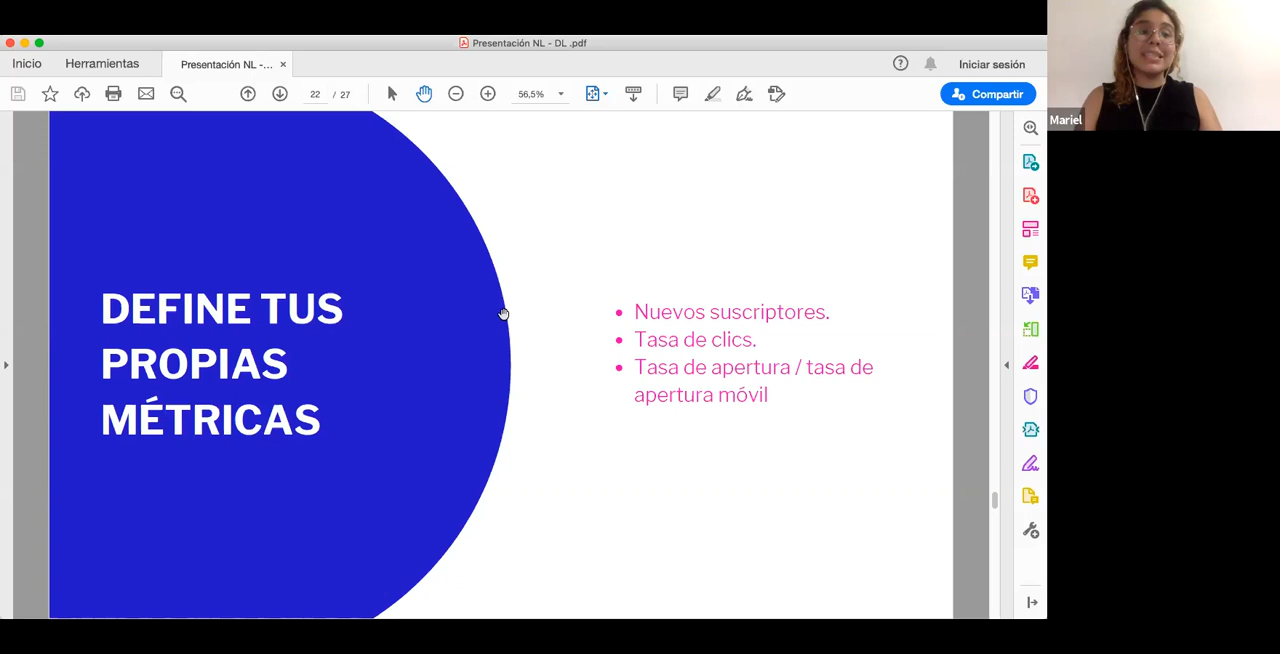 Presentación NL - DL .pdf
Inicio
Herramientas
Presentación NL -...
Iniciar sesión
22 / 27
56,5%
Compartir
Mariel
DEFINE TUS
PROPIAS
MÉTRICAS
• Nuevos suscriptores.
• Tasa de clics.
• Tasa de apertura / tasa de
apertura móvil